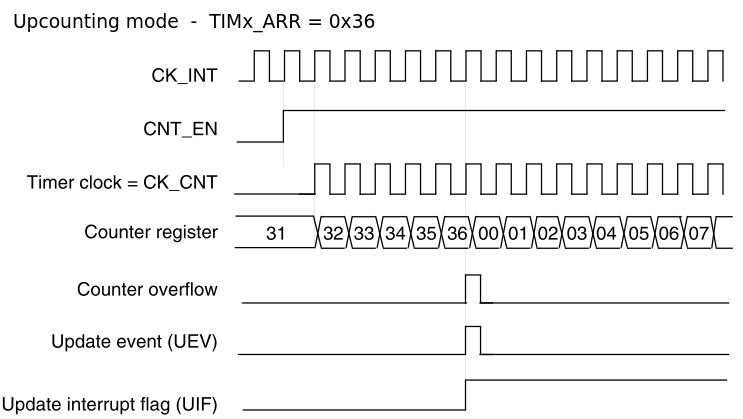 Upcounting mode - TIMx_ARR = 0x36
CK_INT
CNT_EN
Timer clock = CK_CNT
Counter register 31 32 33 34 35 36 00 01 02 03 04 05 06 07
Counter overflow
Update event (UEV)
Update interrupt flag (UIF)